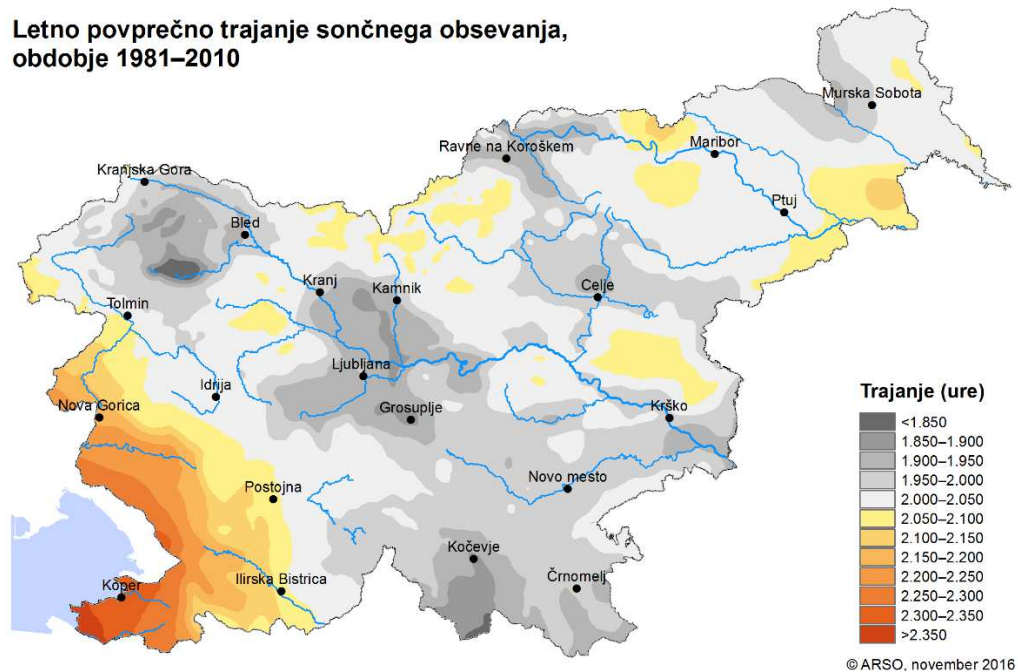 Letno povprečno trajanje sončnega obsevanja,
obdobje 1981–2010
Murska Sobota
Ravne na Koroškem
Maribor
Kranjska Gora
Ptuj
Bled
Kranj
Kamnik
Celje
Tolmin
Ljubljana
Idrija
Grosuplje
Nova Gorica
Krško
Novo mesto
Postojna
Kočevje
Črnomelj
Koper
Ilirska Bistrica
Trajanje (ure)
<1.850
1.850–1.900
1.900–1.950
1.950–2.000
2.000–2.050
2.050–2.100
2.100–2.150
2.150–2.200
2.200–2.250
2.250–2.300
2.300–2.350
>2.350
© ARSO, november 2016